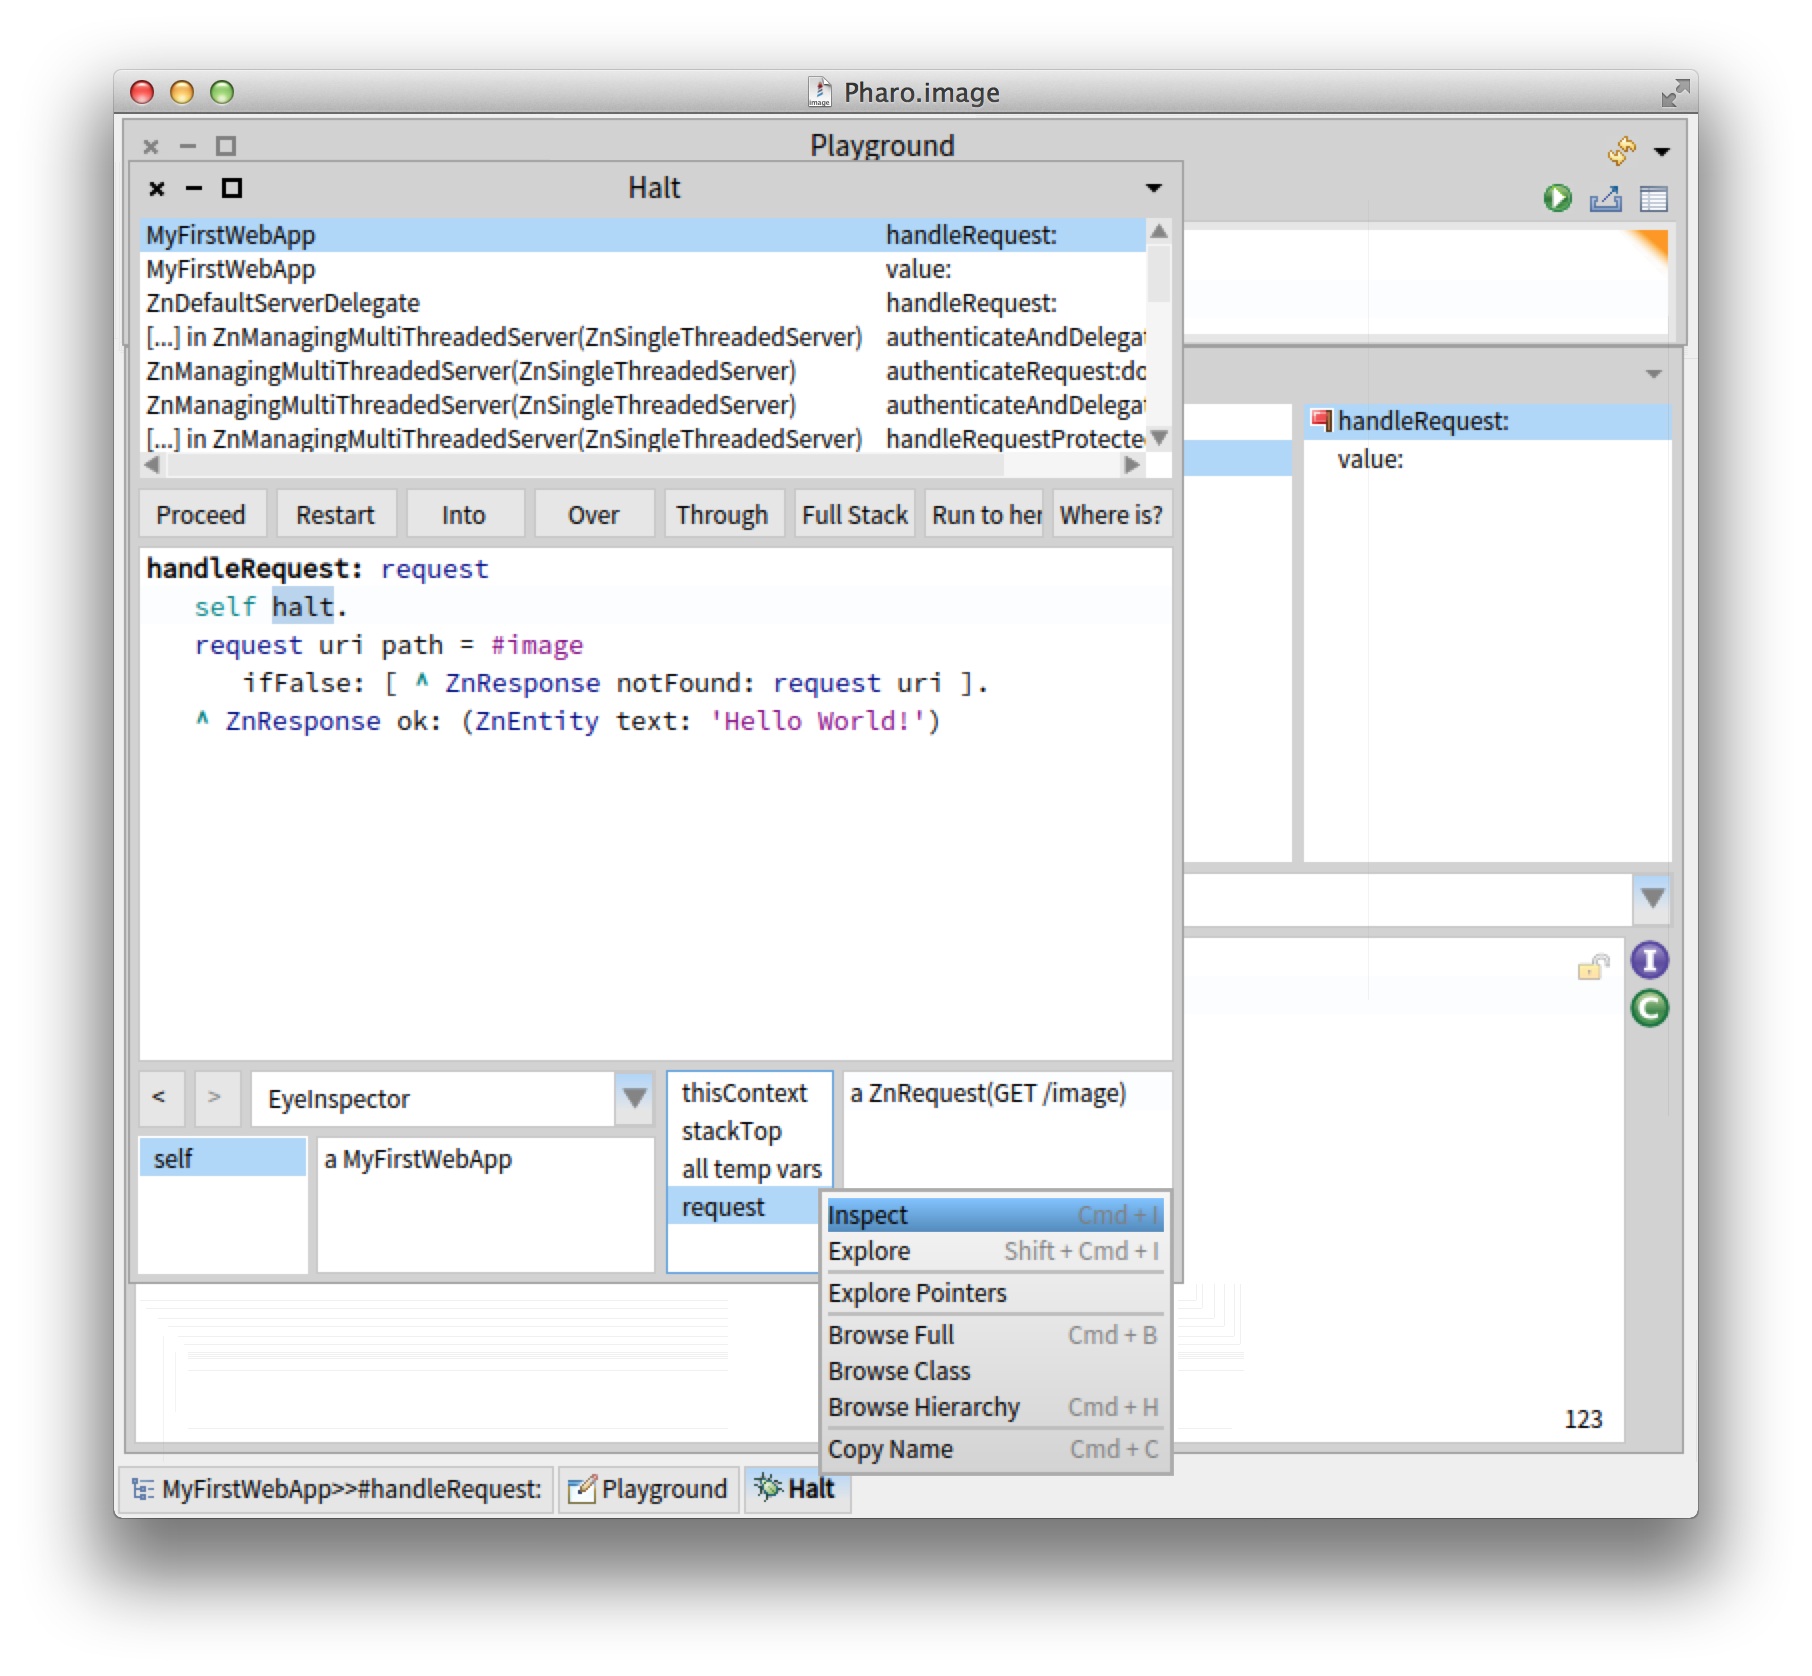 Pharo.image
Playground
Halt
MyFirstWebApp handleRequest:
MyFirstWebApp value:
ZnDefaultServerDelegate handleRequest:
[...] in ZnManagingMultiThreadedServer(ZnSingleThreadedServer) authenticateAndDelegat
ZnManagingMultiThreadedServer(ZnSingleThreadedServer) authenticateRequest:do
ZnManagingMultiThreadedServer(ZnSingleThreadedServer) authenticateAndDelegat
[...] in ZnManagingMultiThreadedServer(ZnSingleThreadedServer) handleRequestProtecte
handleRequest:
value:
Proceed Restart Into Over Through Full Stack Run to her Where is?
handleRequest: request
self halt.
request uri path = #image
ifFalse: [ ^ ZnResponse notFound: request uri ].
^ ZnResponse ok: (ZnEntity text: 'Hello World!')
I
C
< > EyeInspector
self
a MyFirstWebApp
thisContext
stackTop
all temp vars
request
a ZnRequest(GET /image)
Inspect Cmd + I
Explore Shift + Cmd + I
Explore Pointers
Browse Full Cmd + B
Browse Class
Browse Hierarchy Cmd + H
Copy Name Cmd + C
123
MyFirstWebApp>>#handleRequest: Playground Halt